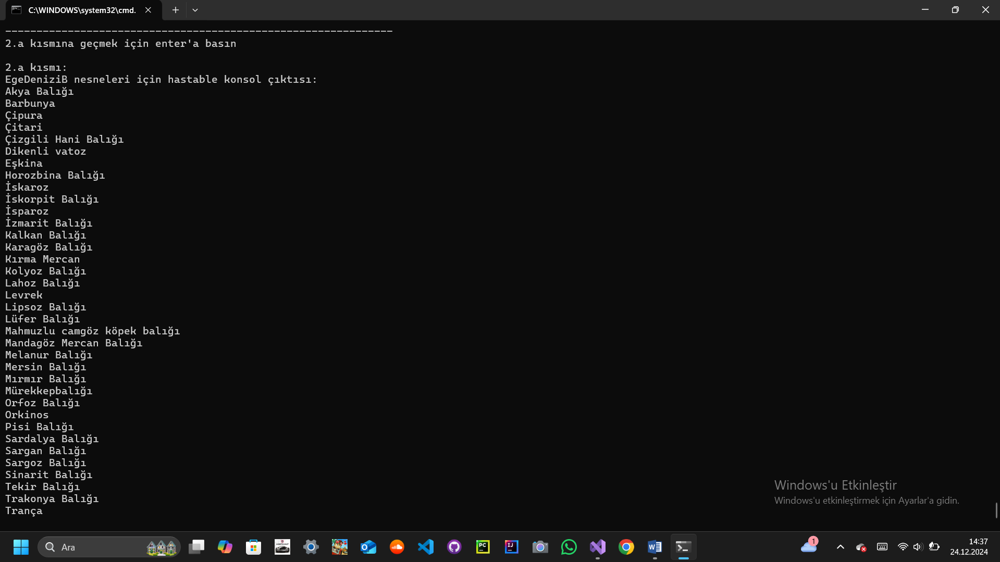 C:\WINDOWS\system32\cmd.
------------------------------------------------------------
2.a kısmına geçmek için enter'a basın
2.a kısmı:
EgeDeniziB nesneleri için hastable konsol çıktısı:
Akya Balığı
Barbunya
Çipura
Çitari
Çizgili Hani Balığı
Dikenli vatoz
Eşkina
Horozbina Balığı
İskaroz
İskorpit Balığı
İsparoz
İzmarit Balığı
Kalkan Balığı
Karagöz Balığı
Kırma Mercan
Kolyoz Balığı
Lahoz Balığı
Levrek
Lipsoz Balığı
Lüfer Balığı
Mahmuzlu camgöz köpek balığı
Mandagöz Mercan Balığı
Melanur Balığı
Mersin Balığı
Mırmır Balığı
Mürekkepbalığı
Orfoz Balığı
Orkinos
Pisi Balığı
Sardalya Balığı
Sargan Balığı
Sargoz Balığı
Sinarit Balığı
Tekir Balığı
Trakonya Balığı
Trança
Windows'u Etkinleştir
Windows'u etkinleştirmek için Ayarlar'a gidin.
Ara
PC
IJ
1
14:37
24.12.2024